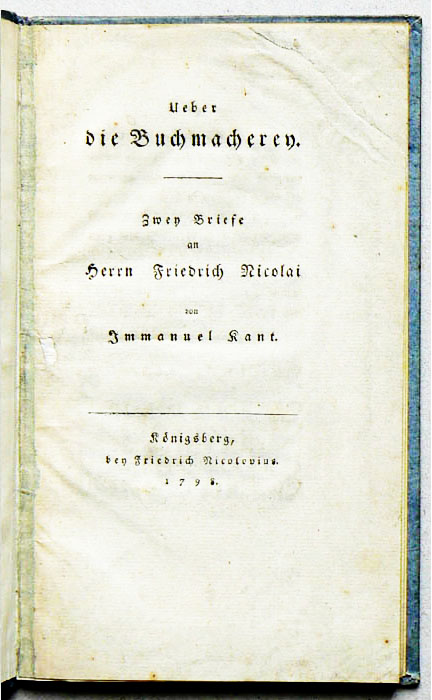 Ueber
die Buchmacherey.
Zwey Briefe
an
Herrn Friedrich Nicolai
von
Immanuel Kant.
Königsberg,
bey Friedrich Nicolovius.
1798.